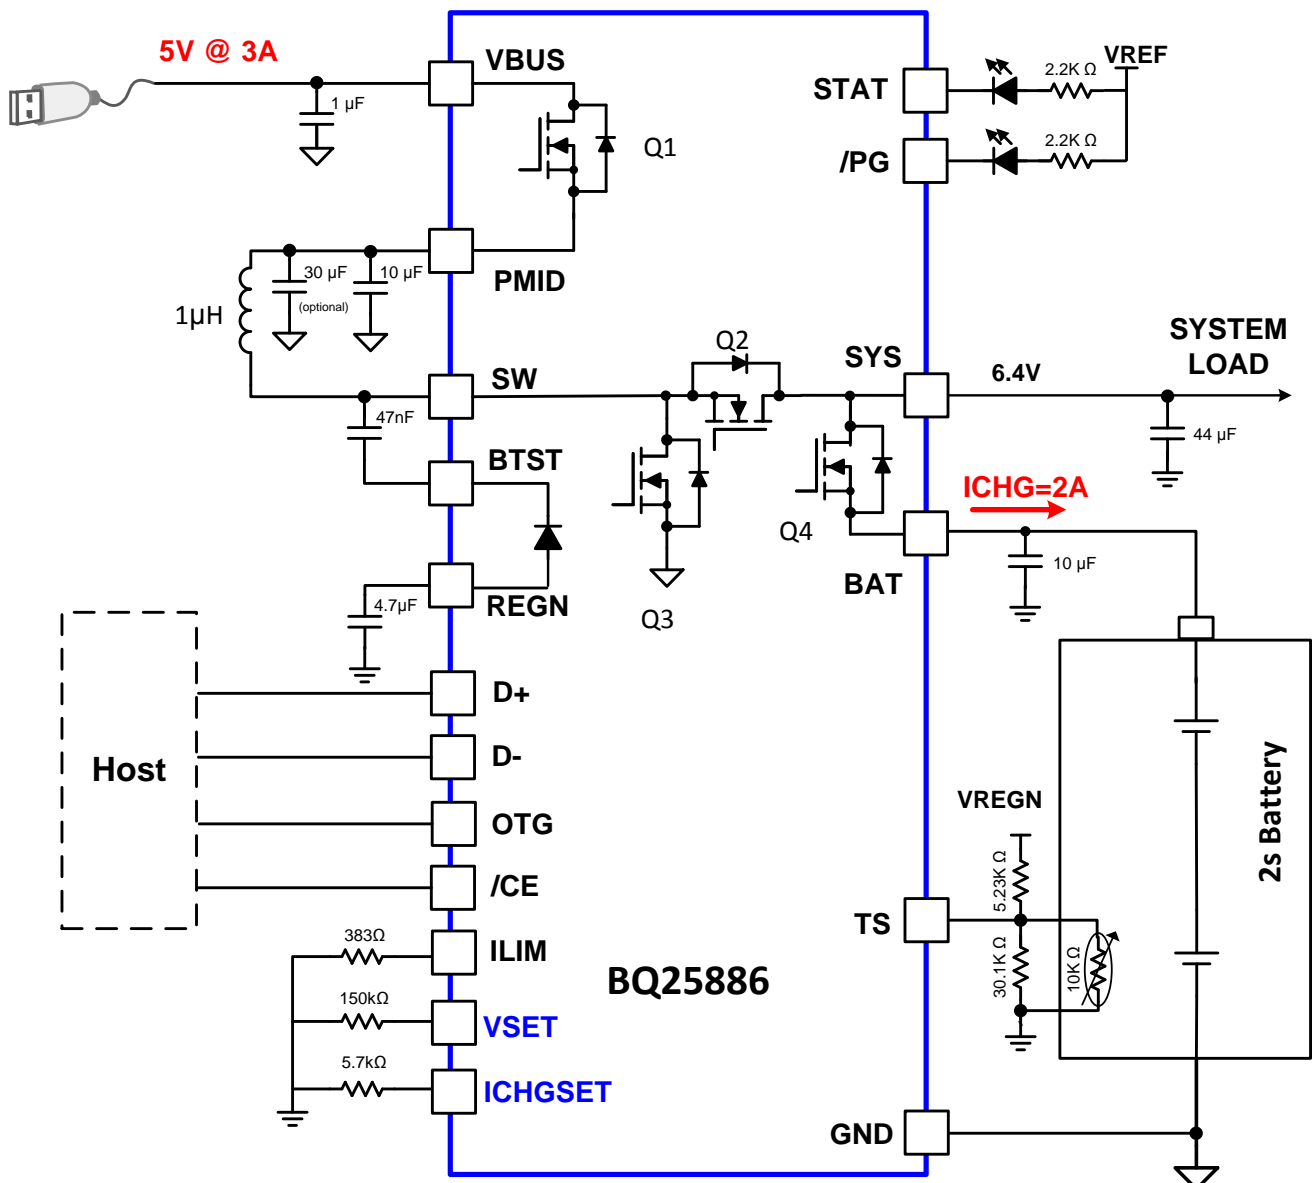 5V @ 3A
VBUS
1 µF
Q1
STAT
2.2K Ω
VREF
/PG
2.2K Ω
30 µF
(optional)
10 µF
PMID
1µH
SW
Q2
SYS
6.4V
SYSTEM
LOAD
47nF
44 µF
BTST
ICHG=2A
Q4
BAT
10 µF
4.7µF
REGN
Q3
Host
D+
D-
OTG
/CE
VREGN
5.23K Ω
2s Battery
TS
30.1K Ω
10K Ω
383Ω
ILIM
BQ25886
150kΩ
VSET
5.7kΩ
ICHGSET
GND